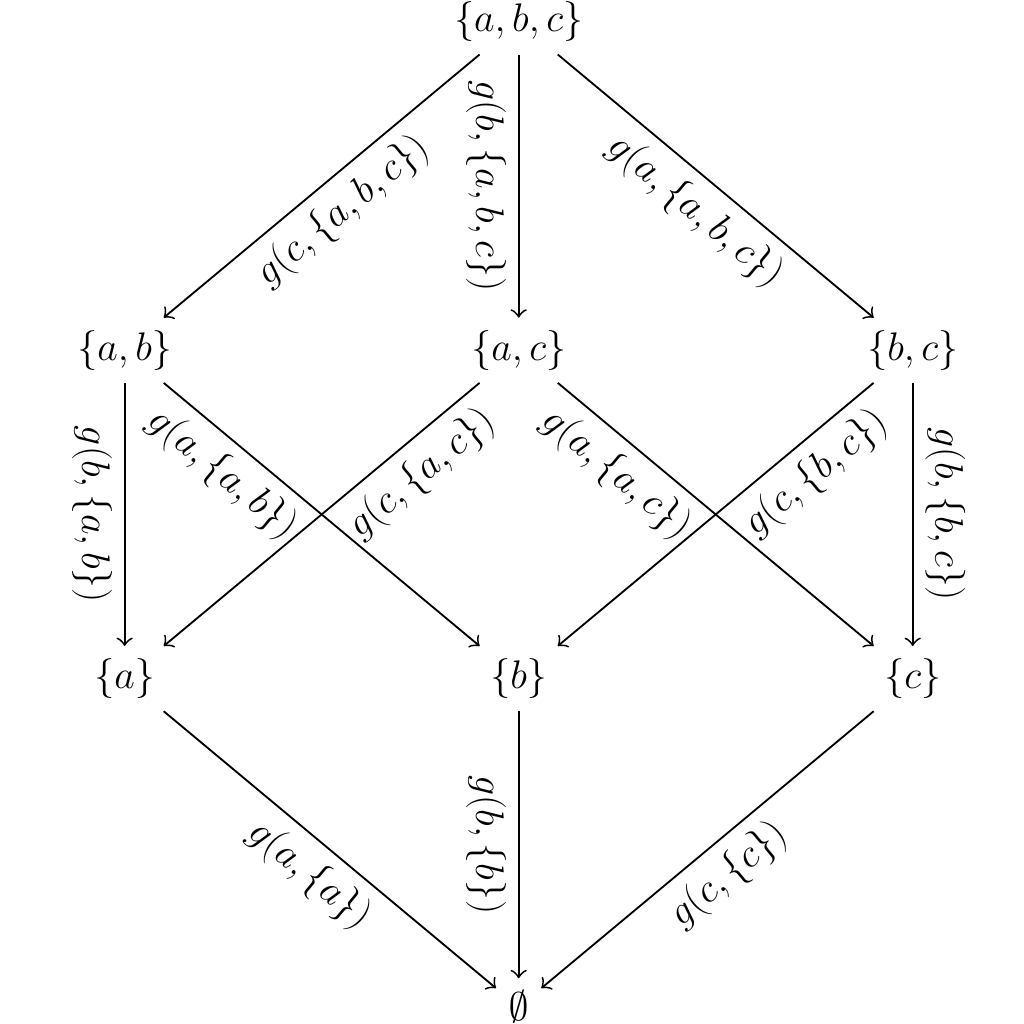 {a, b, c}
g(c, {a, b, c})
g(b, {a, b, c})
g(a, {a, b, c})
{a, b}
{a, c}
{b, c}
g(b, {a, b})
g(a, {a, b})
g(c, {a, c})
g(a, {a, c})
g(c, {b, c})
g(b, {b, c})
{a}
{b}
{c}
g(a, {a})
g(b, {b})
g(c, {c})
∅